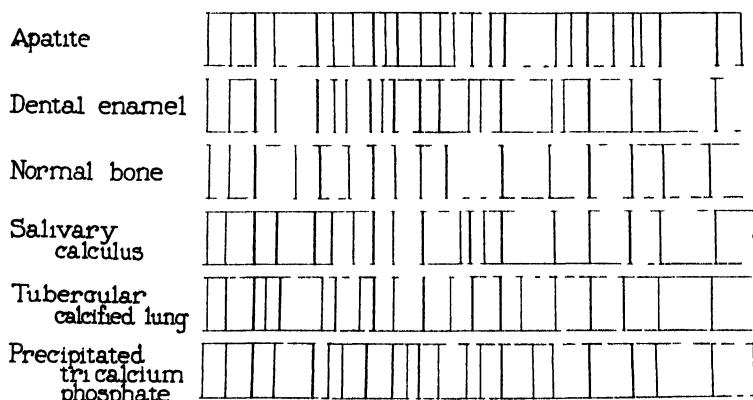 Apatite
Dental enamel
Normal bone
Salivary
calculus
Tubercular
calcified lung
Precipitated
tri calcium
phosphate